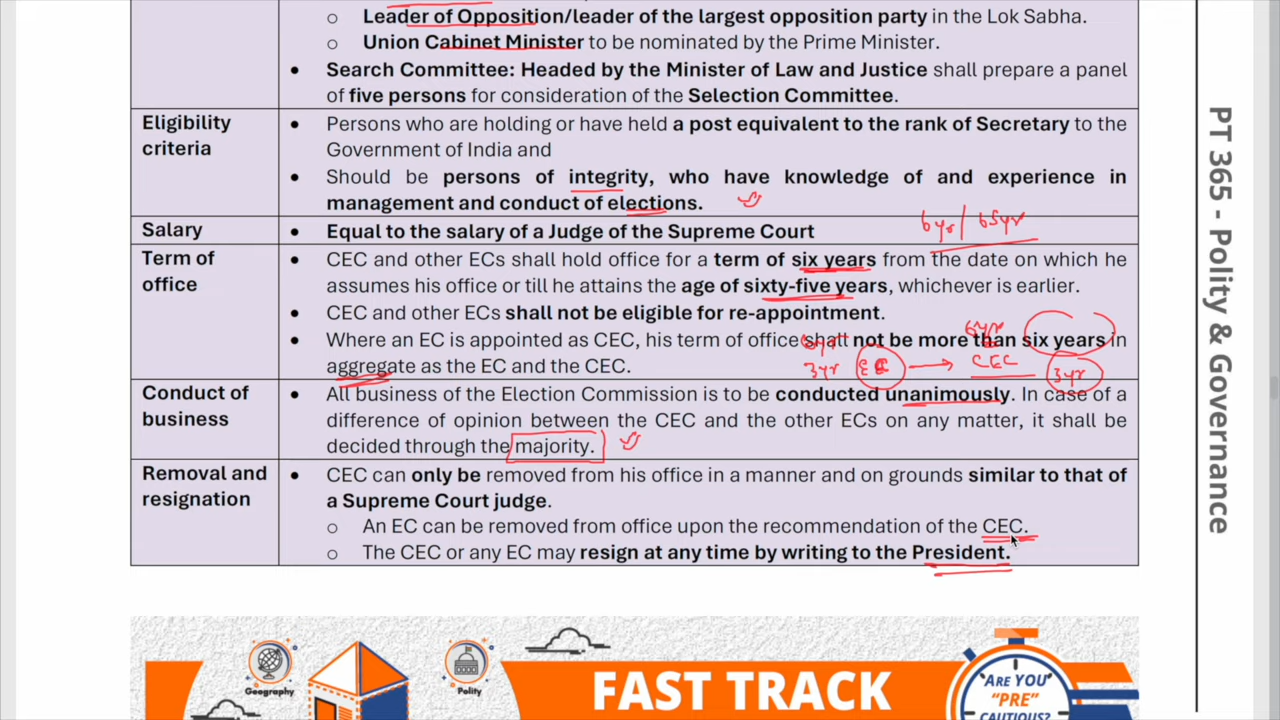 Leader of Opposition/leader of the largest opposition party in the Lok Sabha.
Union Cabinet Minister to be nominated by the Prime Minister.
Search Committee: Headed by the Minister of Law and Justice shall prepare a panel
of five persons for consideration of the Selection Committee.
Eligibility
criteria
Persons who are holding or have held a post equivalent to the rank of Secretary to the
Government of India and
Should be persons of integrity, who have knowledge of and experience in
management and conduct of elections.
Salary
Equal to the salary of a Judge of the Supreme Court
6yr/ 65yr
Term of
office
CEC and other ECs shall hold office for a term of six years from the date on which he
assumes his office or till he attains the age of sixty-five years, whichever is earlier.
CEC and other ECs shall not be eligible for re-appointment.
6yr
Where an EC is appointed as CEC, his term of office shall not be more than six years in
aggregate as the EC and the CEC.
3yr EC → CEC 3yr
Conduct of
business
All business of the Election Commission is to be conducted unanimously. In case of a
difference of opinion between the CEC and the other ECs on any matter, it shall be
decided through the majority.
Removal and
resignation
CEC can only be removed from his office in a manner and on grounds similar to that of
a Supreme Court judge.
An EC can be removed from office upon the recommendation of the CEC.
The CEC or any EC may resign at any time by writing to the President.
PT 365 - Polity & Governance
Geography
Polity
FAST TRACK
ARE YOU
"PRE"
CAUTIOUS?